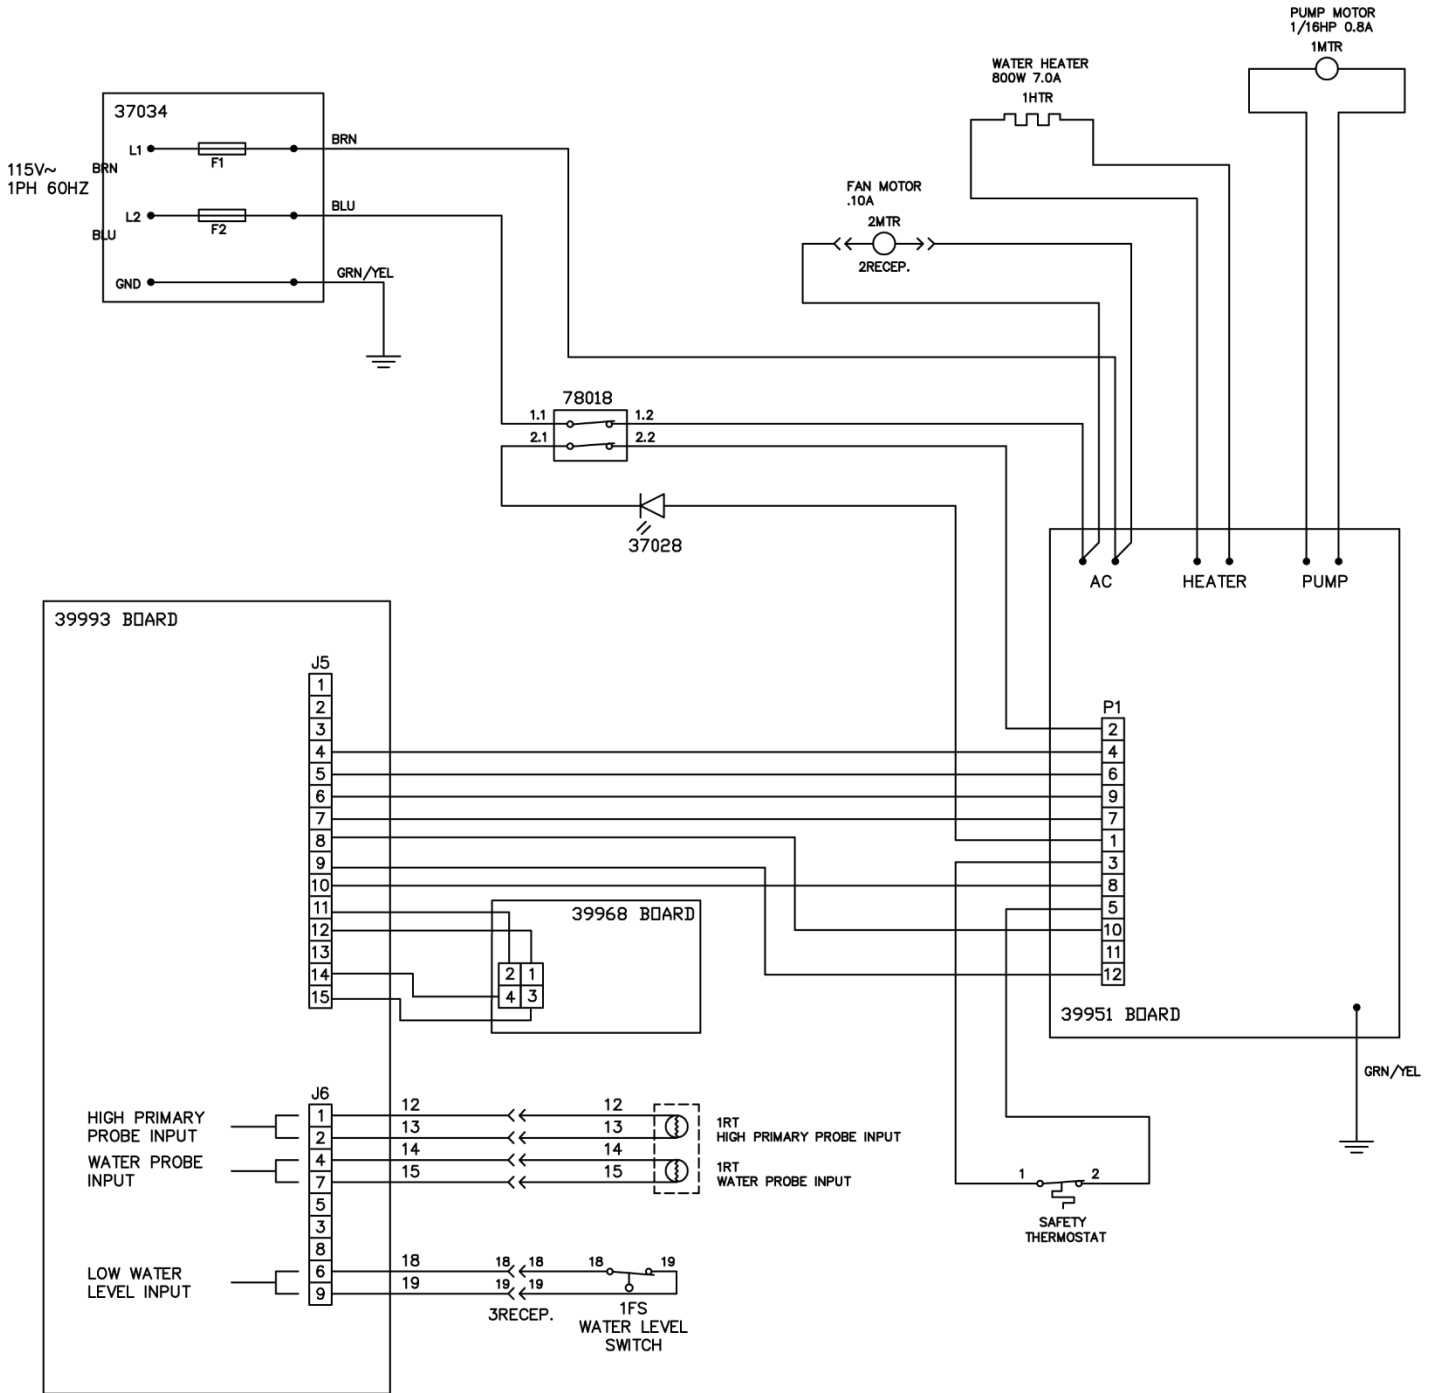 PUMP MOTOR
1/16HP 0.8A
1MTR
WATER HEATER
800W 7.0A
1HTR
37034
115V~
1PH 60HZ
L1
BRN
F1
BRN
L2
BLU
F2
BLU
GND
GRN/YEL
FAN MOTOR
.10A
2MTR
2RECEP.
78018
1.1
1.2
2.1
2.2
37028
AC
HEATER
PUMP
39993 BOARD
J5
1
2
3
4
5
6
7
8
9
10
11
12
13
14
15
P1
2
4
6
9
7
1
3
8
5
10
11
12
39951 BOARD
GRN/YEL
39968 BOARD
2 1
4 3
J6
1
2
4
7
5
3
8
6
9
HIGH PRIMARY
PROBE INPUT
WATER PROBE
INPUT
LOW WATER
LEVEL INPUT
12 12
13 13
14 14
15 15
1RT
HIGH PRIMARY PROBE INPUT
1RT
WATER PROBE INPUT
18 18 18 18 19
19 19 19
3RECEP.
1FS
WATER LEVEL
SWITCH
1 2
SAFETY
THERMOSTAT